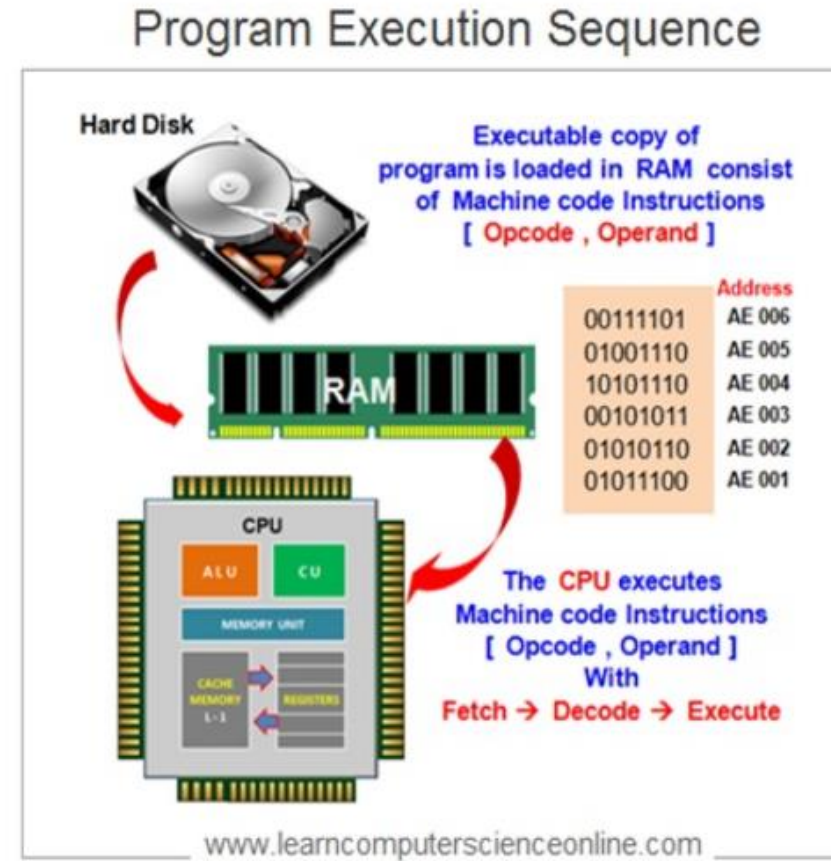 Program Execution Sequence
Hard Disk
Executable copy of
program is loaded in RAM consist
of Machine code Instructions
[ Opcode , Operand ]
Address
00111101 AE 006
01001110 AE 005
10101110 AE 004
00101011 AE 003
01010110 AE 002
01011100 AE 001
RAM
CPU
ALU CU
MEMORY UNIT
CACHE
MEMORY
L-1
REGISTERS
The CPU executes
Machine code Instructions
[ Opcode , Operand ]
With
Fetch → Decode → Execute
www.learncomputerscienceonline.com